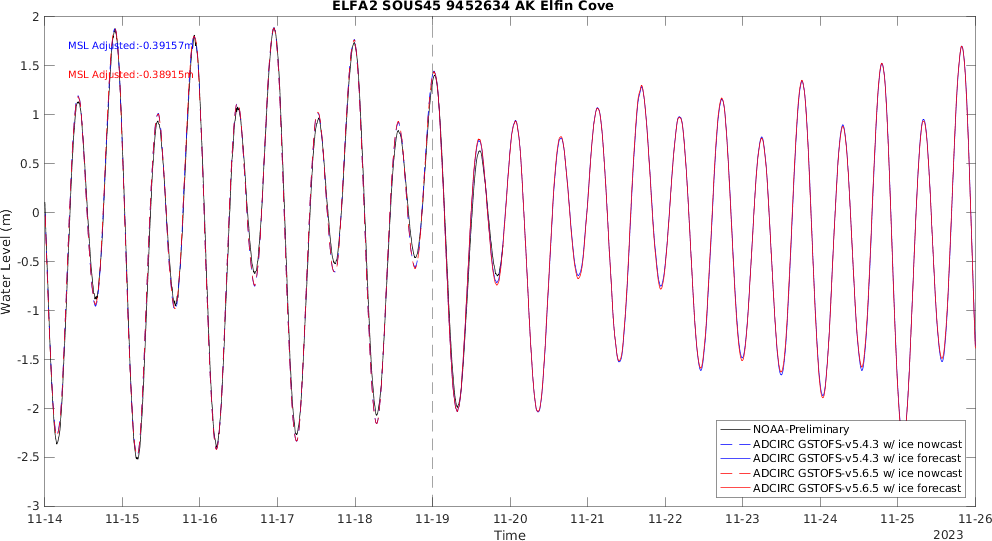 ELFA2 SOUS45 9452634 AK Elfin Cove
MSL Adjusted:-0.39157m
MSL Adjusted:-0.38915m
Water Level (m)
2
1.5
1
0.5
0
-0.5
-1
-1.5
-2
-2.5
-3
NOAA-Preliminary
ADCIRC GSTOFS-v5.4.3 w/ ice nowcast
ADCIRC GSTOFS-v5.4.3 w/ ice forecast
ADCIRC GSTOFS-v5.6.5 w/ ice nowcast
ADCIRC GSTOFS-v5.6.5 w/ ice forecast
11-14 11-15 11-16 11-17 11-18 11-19 11-20 11-21 11-22 11-23 11-24 11-25 11-26
Time
2023